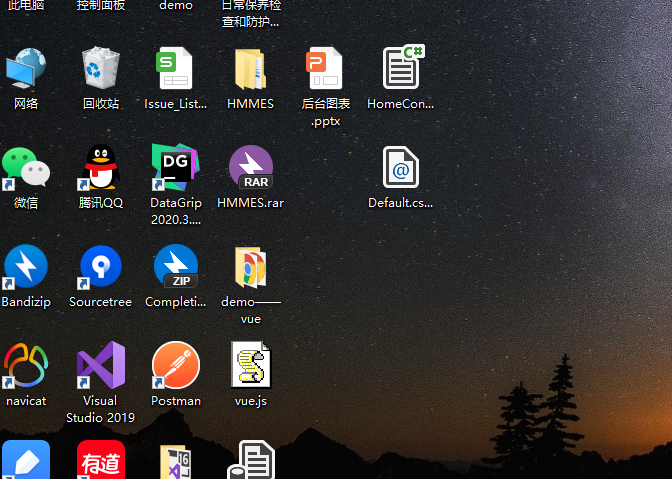 此电脑
控制面板
demo
日常保养检
查和防护...
网络
回收站
S
Issue_List...
HMMES
P
后台图表
.pptx
C#
HomeCon...
微信
腾讯QQ
DG
DataGrip
2020.3....
RAR
HMMES.rar
@
Default.cs...
Bandizip
Sourcetree
ZIP
Completi...
demo——
vue
navicat
Visual
Studio 2019
Postman
vue.js
有道